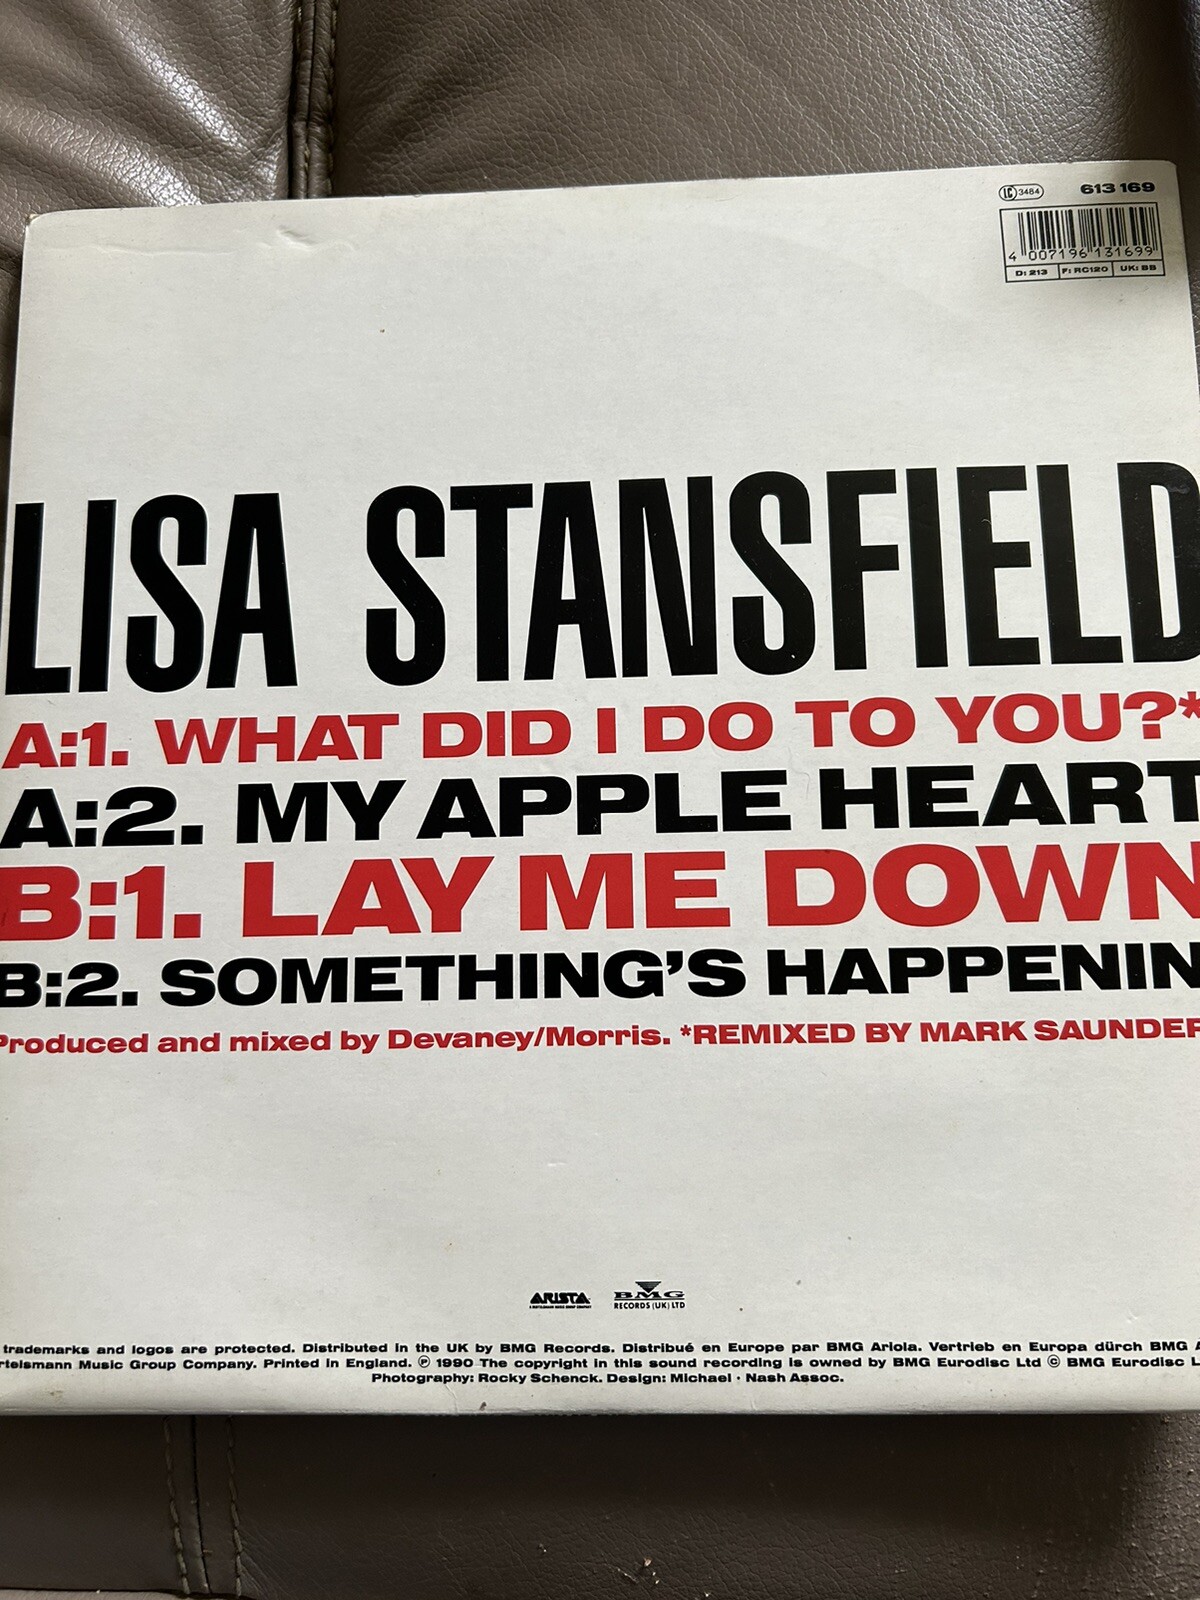 LC 3484 613 169
4 007196 131699
D: 213 F: RC120 UK: BB
LISA STANSFIELD
A:1. WHAT DID I DO TO YOU?*
A:2. MY APPLE HEART
B:1. LAY ME DOWN
B:2. SOMETHING'S HAPPENIN
Produced and mixed by Devaney/Morris. *REMIXED BY MARK SAUNDER
ARISTA BMG
RECORDS (UK) LTD
trademarks and logos are protected. Distributed in the UK by BMG Records. Distribué en Europe par BMG Ariola. Vertrieb en Europa dürch BMG A
rtelsmann Music Group Company. Printed in England. ℗ 1990 The copyright in this sound recording is owned by BMG Eurodisc Ltd © BMG Eurodisc L
Photography: Rocky Schenck. Design: Michael · Nash Assoc.